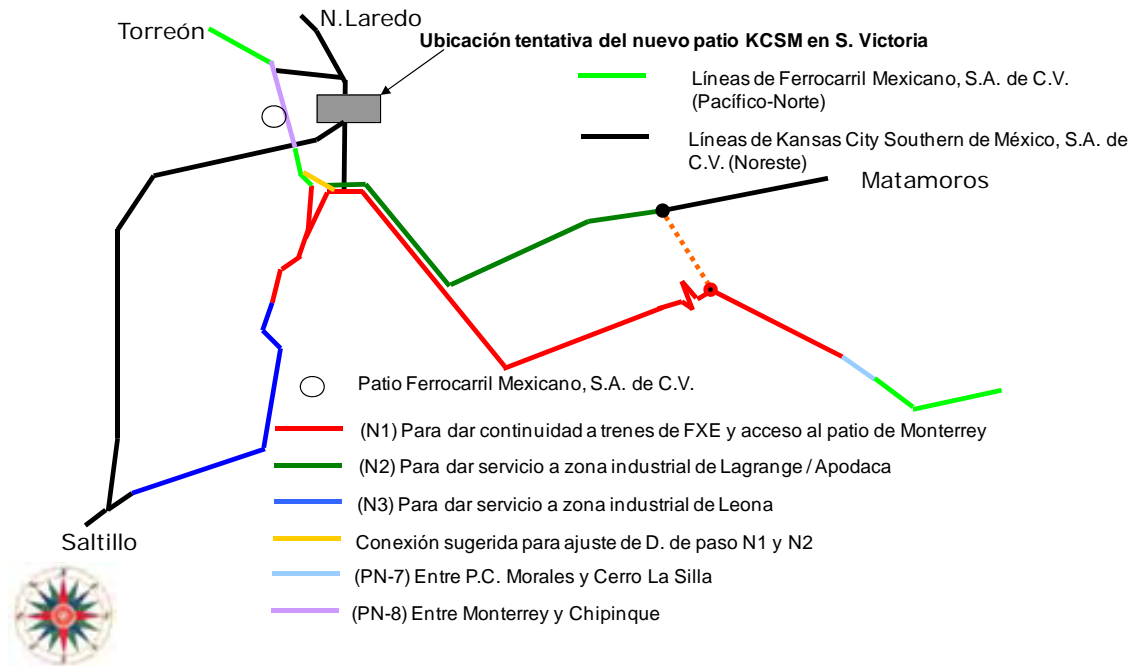 N.Laredo
Torreón
Ubicación tentativa del nuevo patio KCSM en S. Victoria
Líneas de Ferrocarril Mexicano, S.A. de C.V.
(Pacífico-Norte)
Líneas de Kansas City Southern de México, S.A. de
C.V. (Noreste)
Matamoros
Patio Ferrocarril Mexicano, S.A. de C.V.
(N1) Para dar continuidad a trenes de FXE y acceso al patio de Monterrey
(N2) Para dar servicio a zona industrial de Lagrange / Apodaca
(N3) Para dar servicio a zona industrial de Leona
Saltillo
Conexión sugerida para ajuste de D. de paso N1 y N2
(PN-7) Entre P.C. Morales y Cerro La Silla
(PN-8) Entre Monterrey y Chipinque